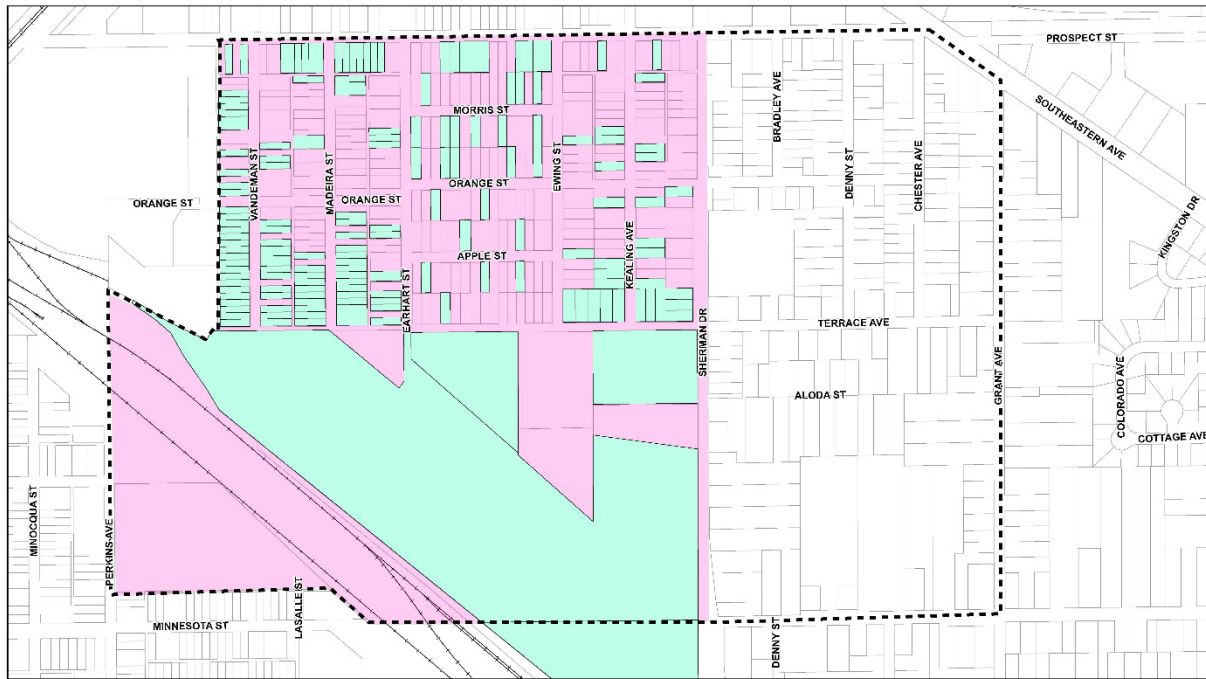 PROSPECT ST
SOUTHEASTERN AVE
BRADLEY AVE
MORRIS ST
DENNY ST
CHESTER AVE
VANDEMAN ST
MADEIRA ST
EWING ST
ORANGE ST
ORANGE ST
ORANGE ST
KINGSTON DR
APPLE ST
KEALING AVE
EARHART ST
TERRACE AVE
SHERMAN DR
GRANT AVE
ALODA ST
COLORADO AVE
COTTAGE AVE
MINOCQUA ST
PERKINS AVE
LASALLE ST
MINNESOTA ST
DENNY ST